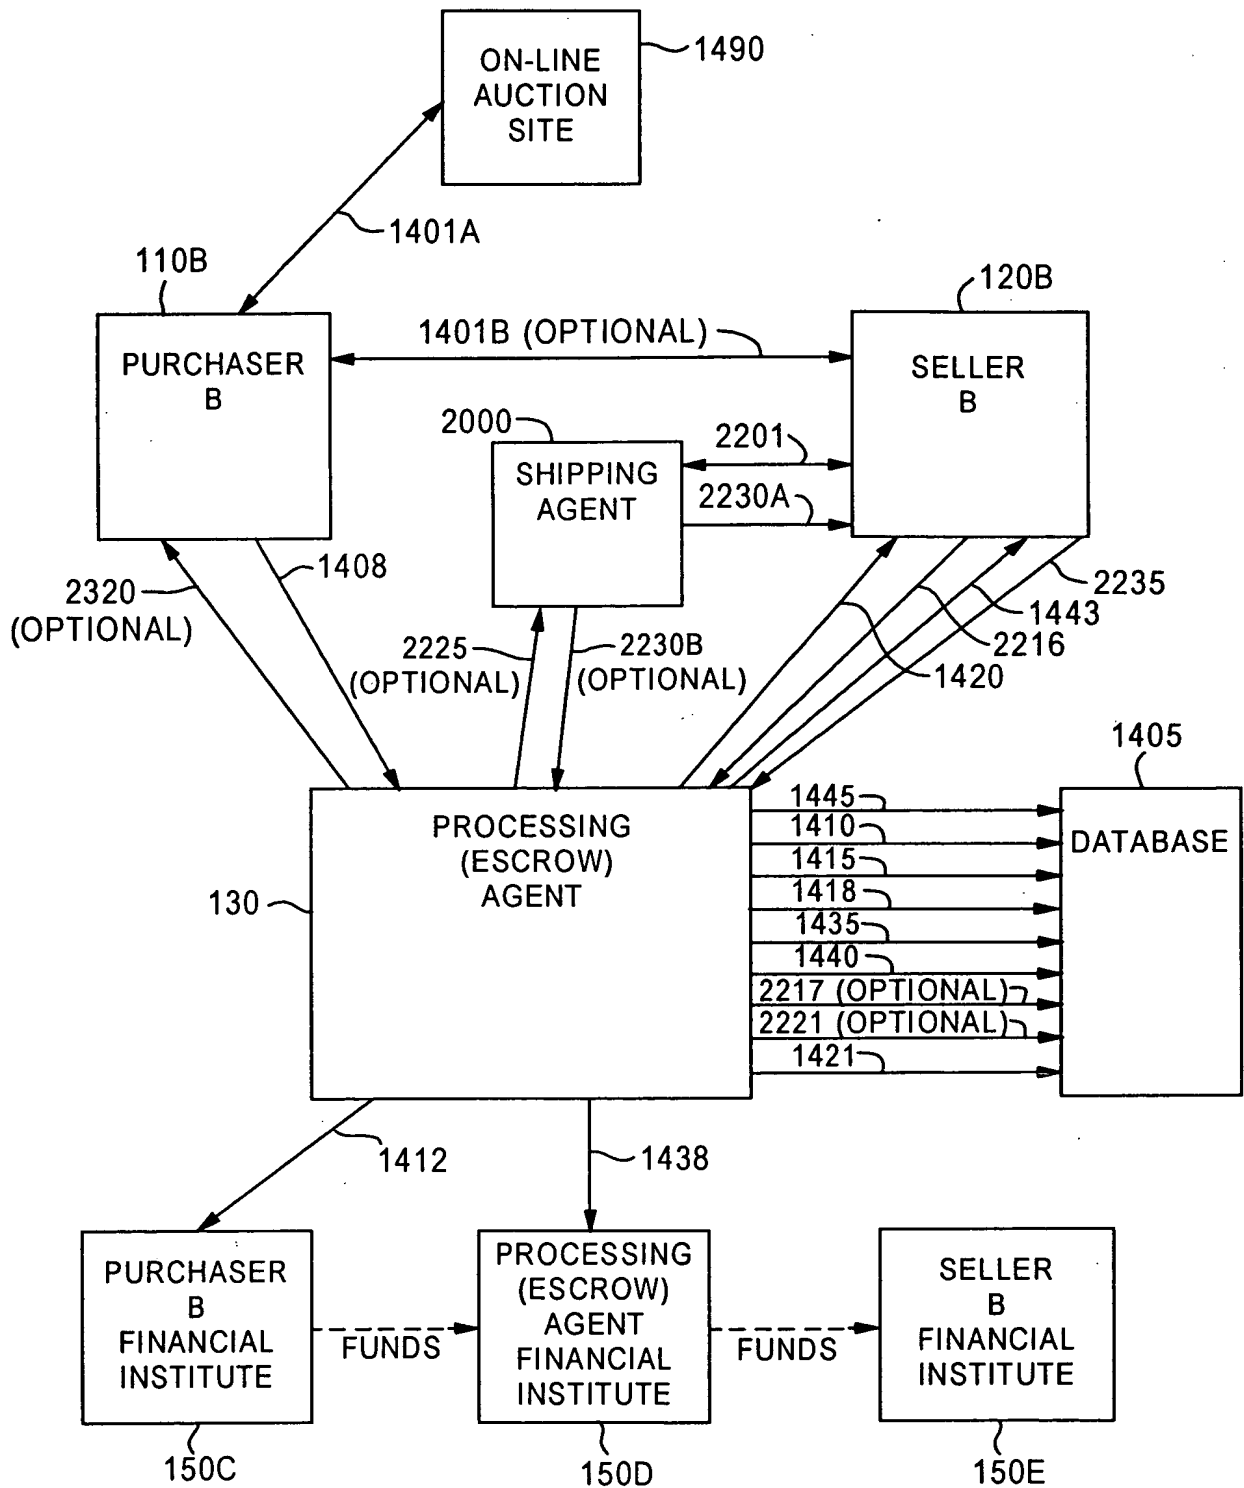 ON-LINE
AUCTION
SITE
1490
1401A
110B
PURCHASER
B
1401B (OPTIONAL)
120B
SELLER
B
2000
SHIPPING
AGENT
2201
2230A
2320
(OPTIONAL)
1408
2225
(OPTIONAL)
2230B
(OPTIONAL)
2235
1443
2216
1420
130
PROCESSING
(ESCROW)
AGENT
1405
DATABASE
1445
1410
1415
1418
1435
1440
2217 (OPTIONAL)
2221 (OPTIONAL)
1421
1412
1438
PURCHASER
B
FINANCIAL
INSTITUTE
150C
FUNDS
PROCESSING
(ESCROW)
AGENT
FINANCIAL
INSTITUTE
150D
FUNDS
SELLER
B
FINANCIAL
INSTITUTE
150E